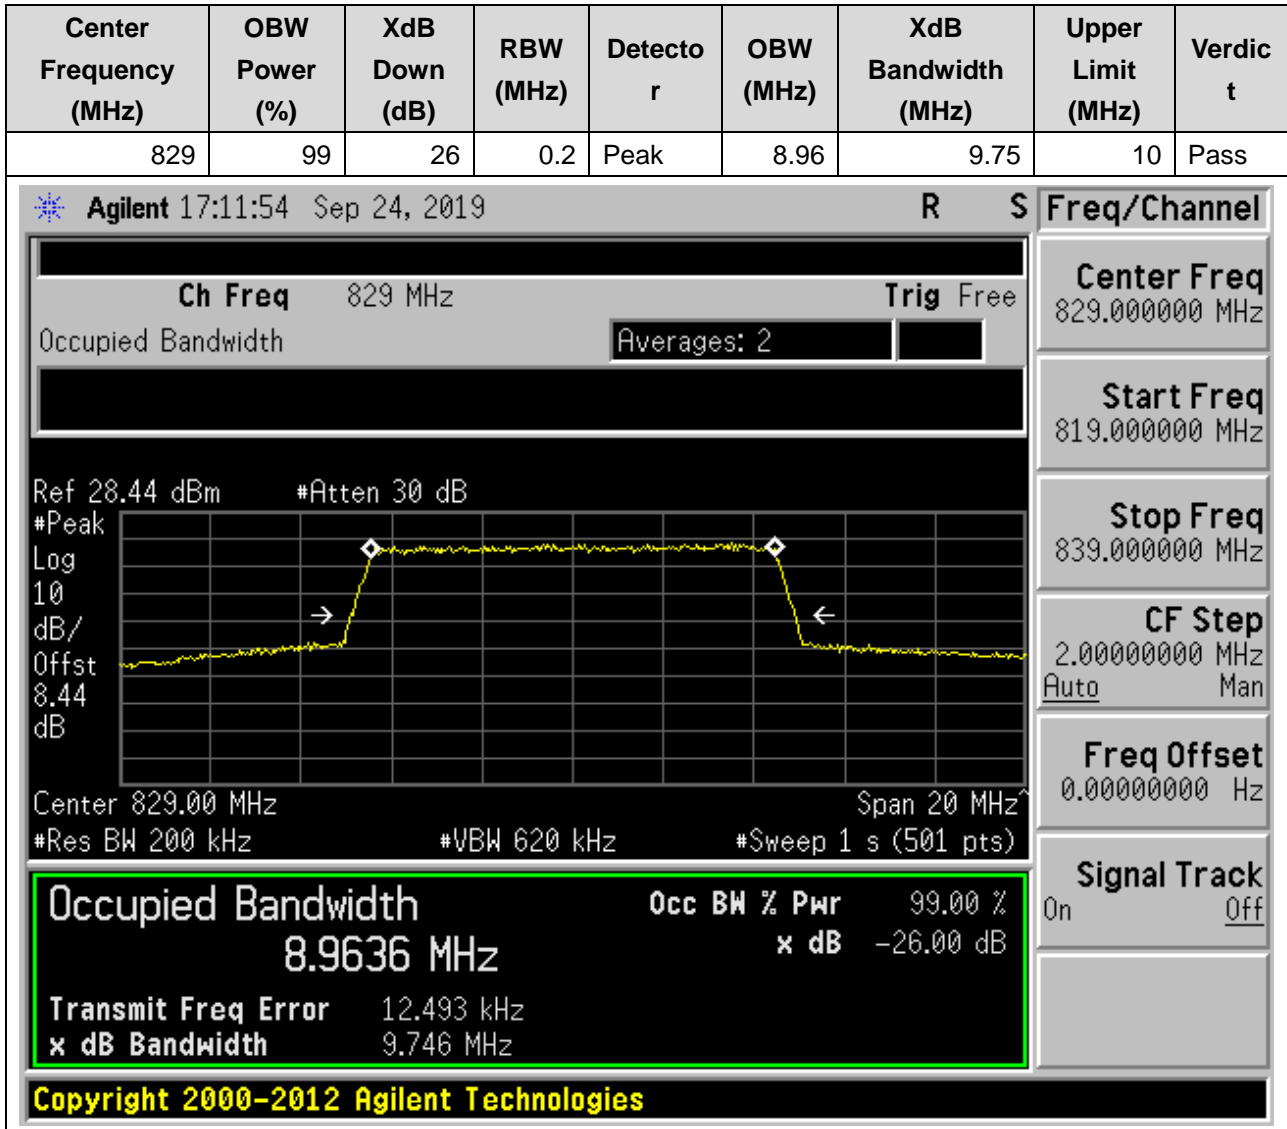 Center Frequency (MHz) OBW Power (%) XdB Down (dB) RBW (MHz) Detecto r OBW (MHz) XdB Bandwidth (MHz) Upper Limit (MHz) Verdic t
829 99 26 0.2 Peak 8.96 9.75 10 Pass
Agilent 17:11:54 Sep 24, 2019 R S
Ch Freq 829 MHz Trig Free
Occupied Bandwidth Averages: 2
Ref 28.44 dBm #Atten 30 dB
#Peak
Log
10
dB/
Offst
8.44
dB
Center 829.00 MHz Span 20 MHz^
#Res BW 200 kHz #VBW 620 kHz #Sweep 1 s (501 pts)
Occupied Bandwidth Occ BW % Pwr 99.00 %
8.9636 MHz x dB -26.00 dB
Transmit Freq Error 12.493 kHz
x dB Bandwidth 9.746 MHz
Copyright 2000-2012 Agilent Technologies
Freq/Channel
Center Freq
829.000000 MHz
Start Freq
819.000000 MHz
Stop Freq
839.000000 MHz
CF Step
2.00000000 MHz
Auto Man
Freq Offset
0.00000000 Hz
Signal Track
On Off